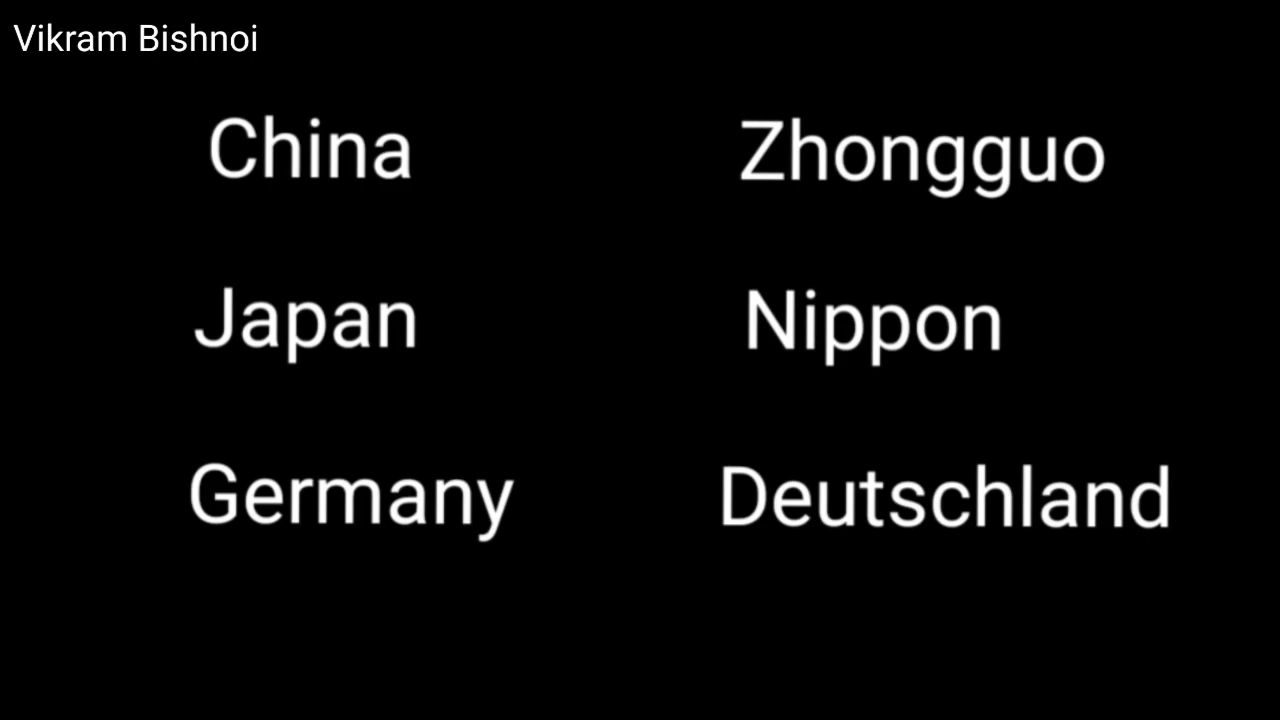 Vikram Bishnoi
China Zhongguo
Japan Nippon
Germany Deutschland